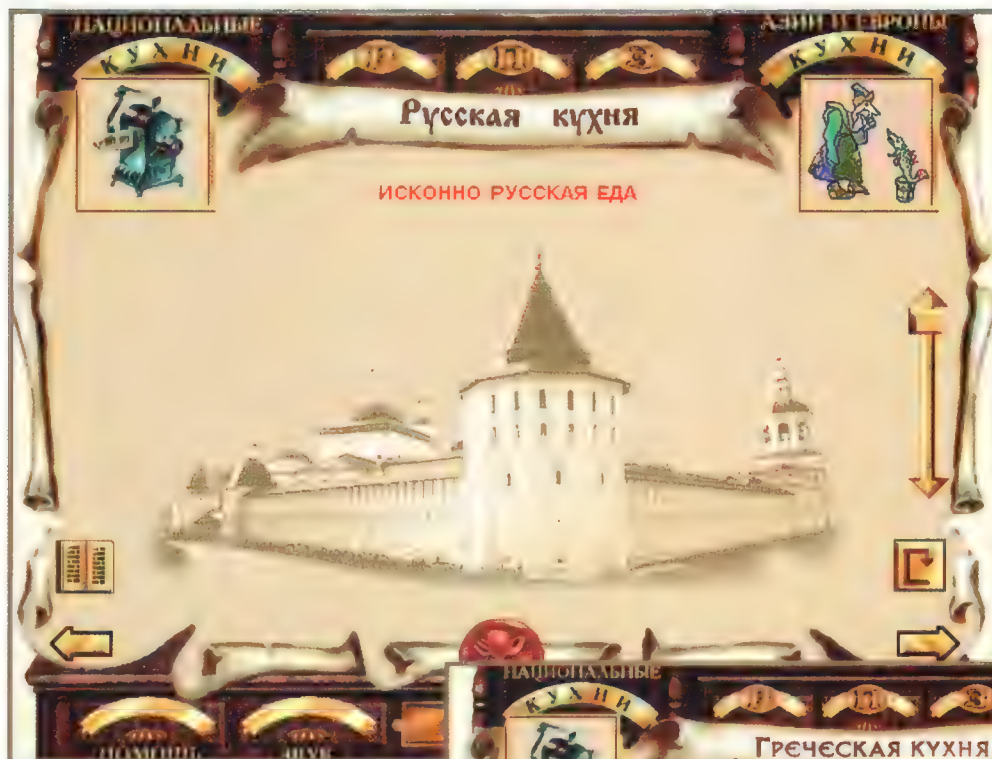 НАЦИОНАЛЬНЫЕ
КУХНИ
АЗИИ И ЕВРОПЫ
КУХНИ
Р П З
Русская кухня
ИСКОННО РУССКАЯ ЕДА
ПОМОЩЬ
ЗВУК
НАЦИОНАЛЬНЫЕ
КУХНИ
Р П З
ГРЕЧЕСКАЯ КУХНЯ